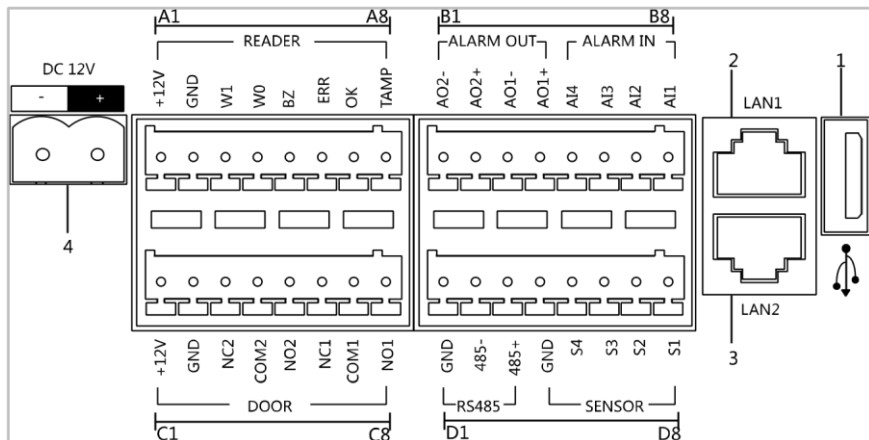 A1 A8 B1 B8
READER ALARM OUT ALARM IN 2 1
DC 12V
- +
+12V GND W1 W0 BZ ERR OK TAMP AO2- AO2+ AO1- AO1+ AI4 AI3 AI2 AI1
LAN1
4
LAN2
+12V GND NC2 COM2 NO2 NC1 COM1 NO1 GND 485- 485+ GND S4 S3 S2 S1
3
DOOR RS485 SENSOR
C1 C8 D1 D8